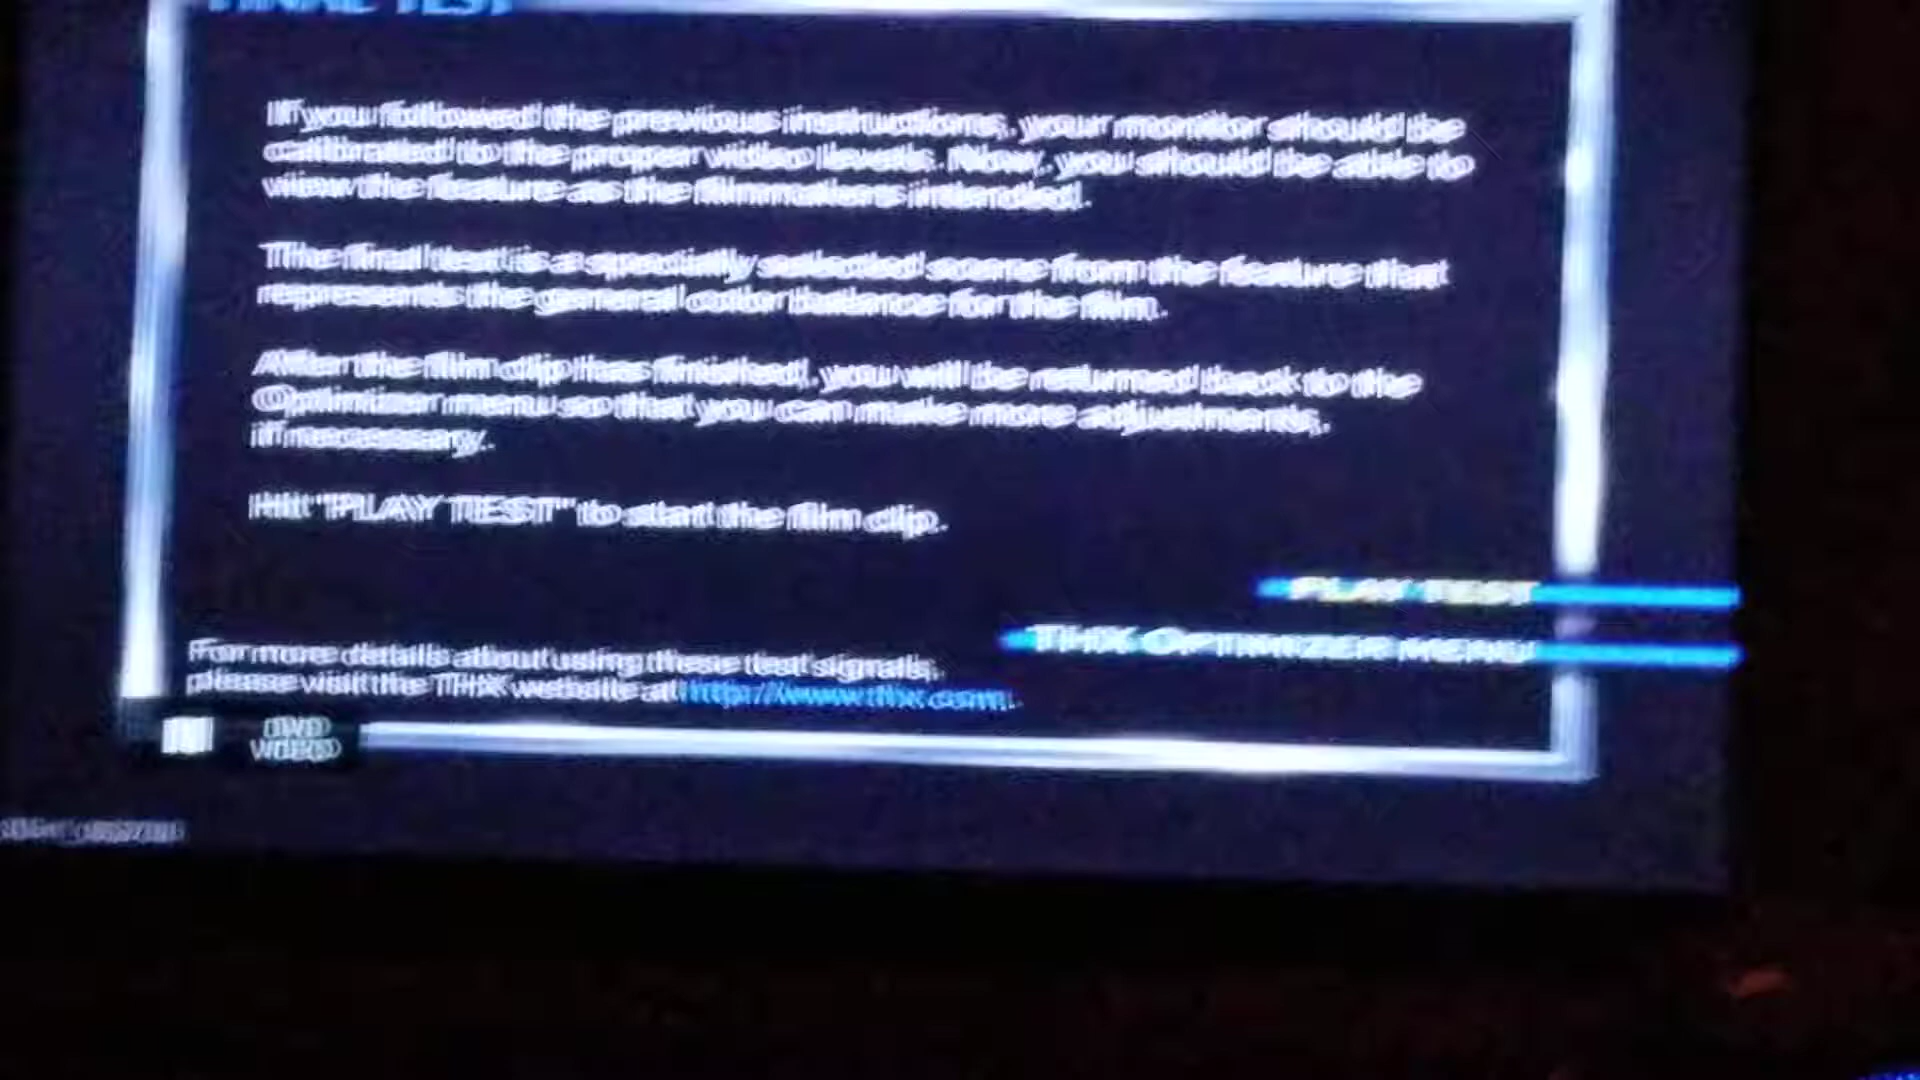 FINAL TEST
If you followed the previous instructions, your monitor should be
calibrated to the proper video levels. Now, you should be able to
view the feature as the filmmakers intended.
The final test is a specially selected scene from the feature that
represents the general color balance for the film.
After the film clip has finished, you will be returned back to the
Optimizer menu so that you can make more adjustments,
if necessary.
Hit "PLAY TEST" to start the film clip.
PLAY TEST
THX OPTIMIZER MENU
For more details about using these test signals,
please visit the THX website at http://www.thx.com.
DVD
VIDEO